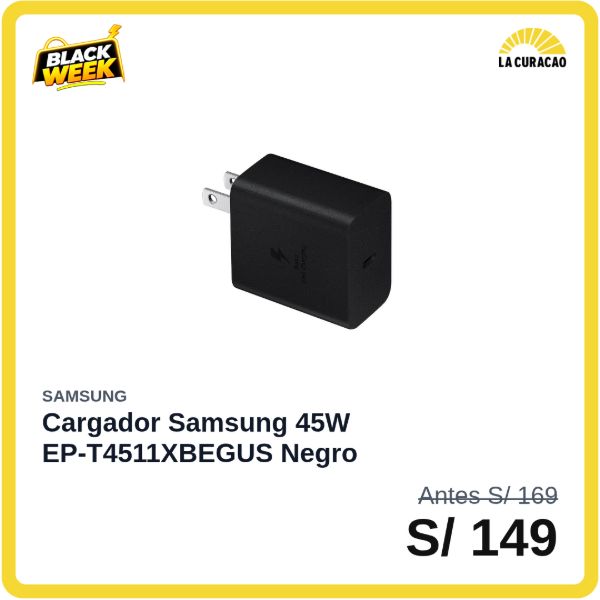 BLACK
WEEK
LA CURACAO
SAMSUNG
Cargador Samsung 45W
EP-T4511XBEGUS Negro
Antes S/ 169
S/ 149